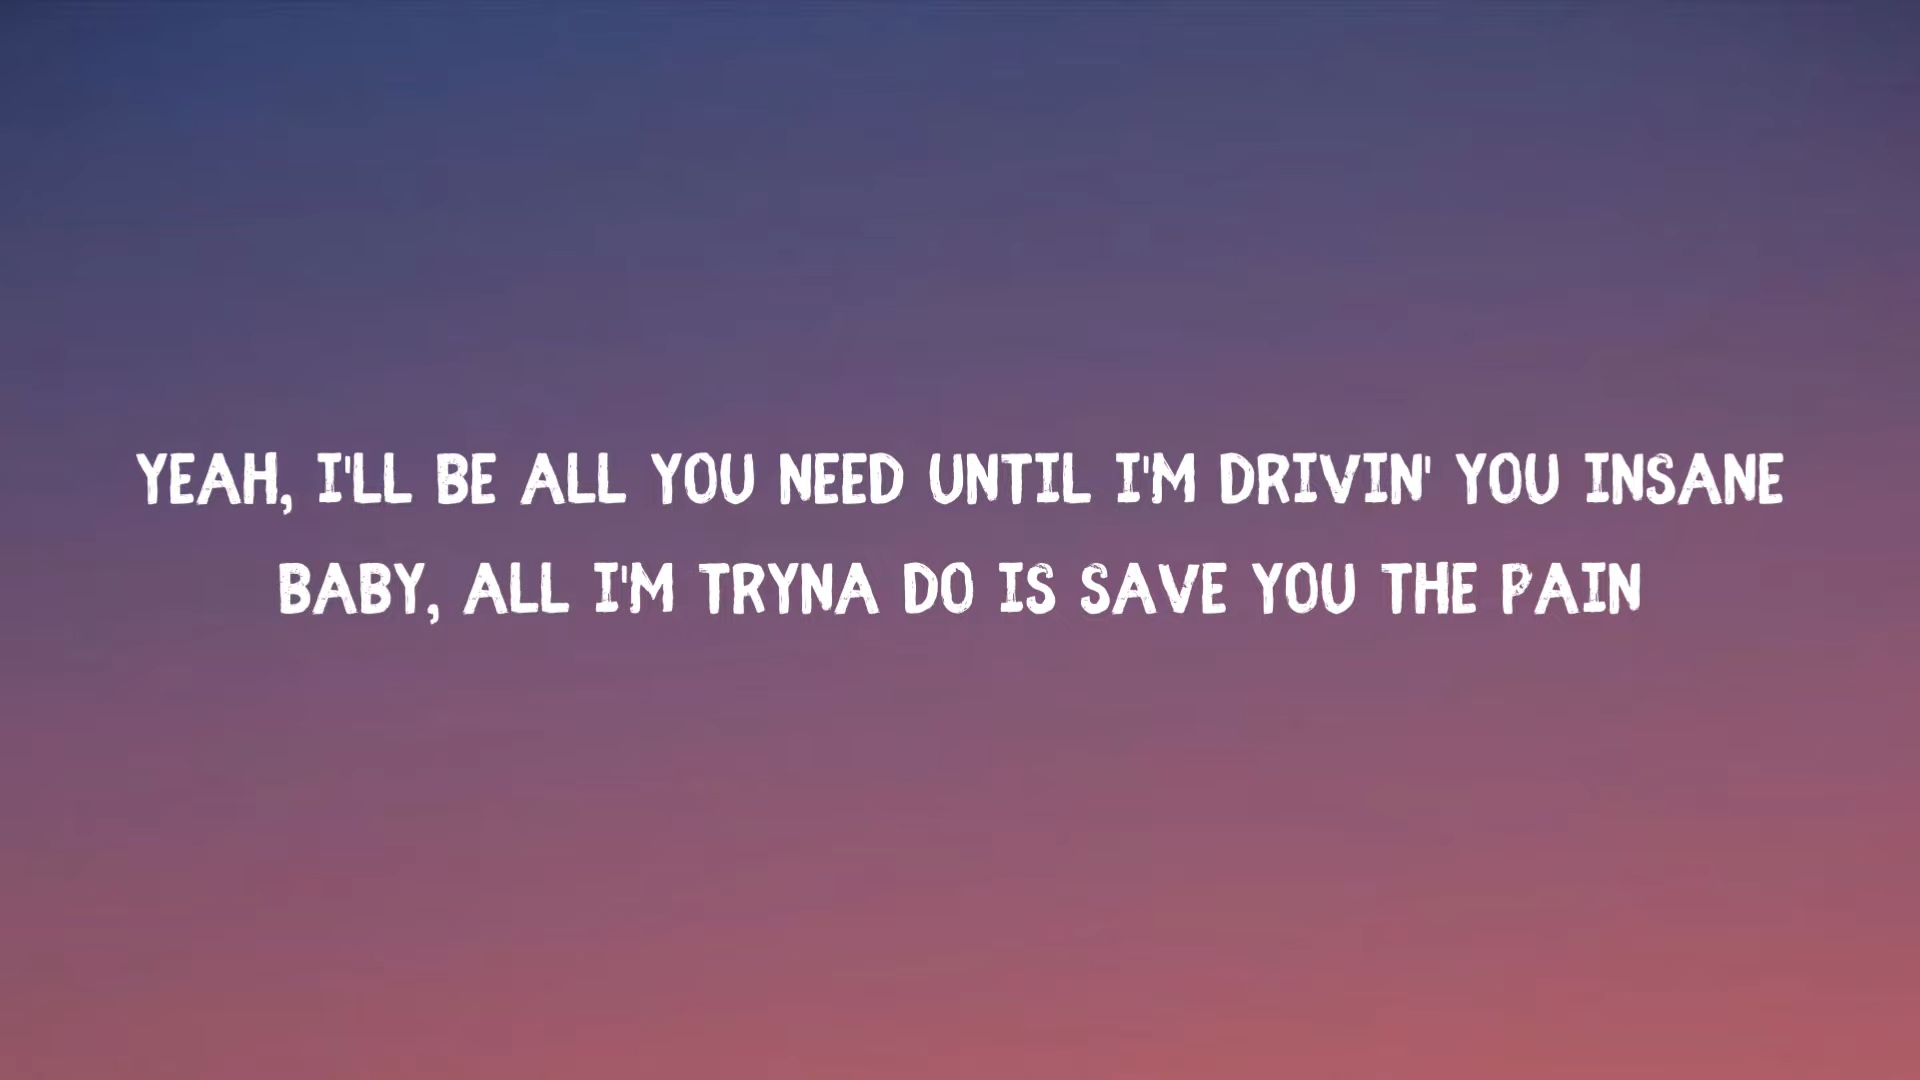 YEAH, I'LL BE ALL YOU NEED UNTIL I'M DRIVIN' YOU INSANE
BABY, ALL I'M TRYNA DO IS SAVE YOU THE PAIN